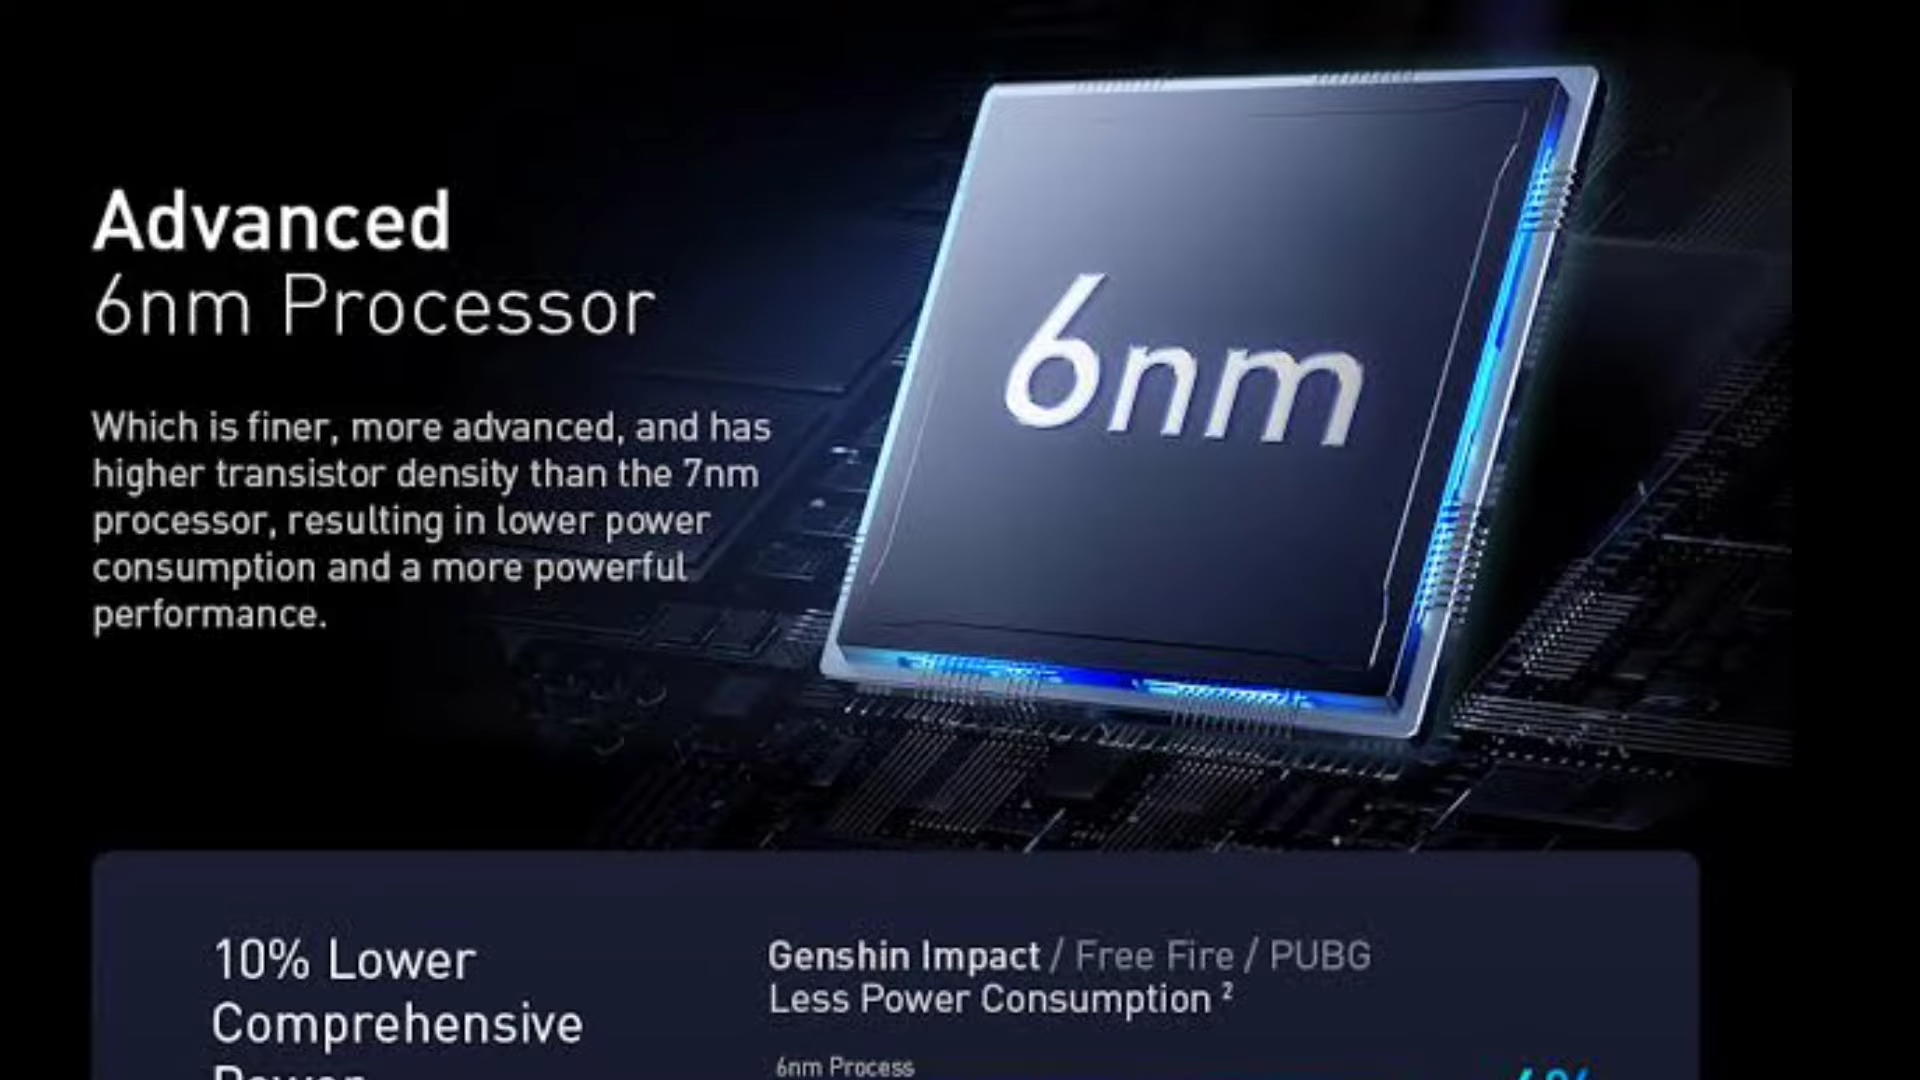 Advanced
6nm Processor
6nm
Which is finer, more advanced, and has
higher transistor density than the 7nm
processor, resulting in lower power
consumption and a more powerful
performance.
10% Lower
Comprehensive
Power
Genshin Impact / Free Fire / PUBG
Less Power Consumption ²
6nm Process